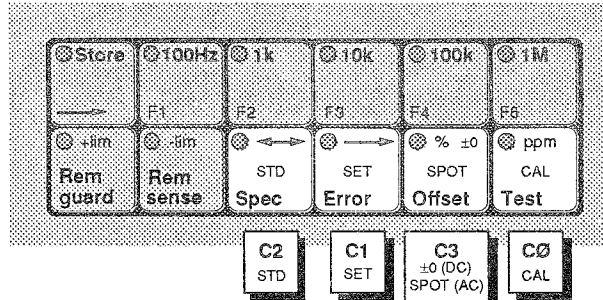 Store 100Hz 1k 10k 100k 1M
F1 F2 F3 F4 F5
+lim -lim % ±0 ppm
STD SET SPOT CAL
Rem Rem
guard sense Spec Error Offset Test
C2 C1 C3 CØ
STD SET ±0 (DC) CAL
SPOT (AC)